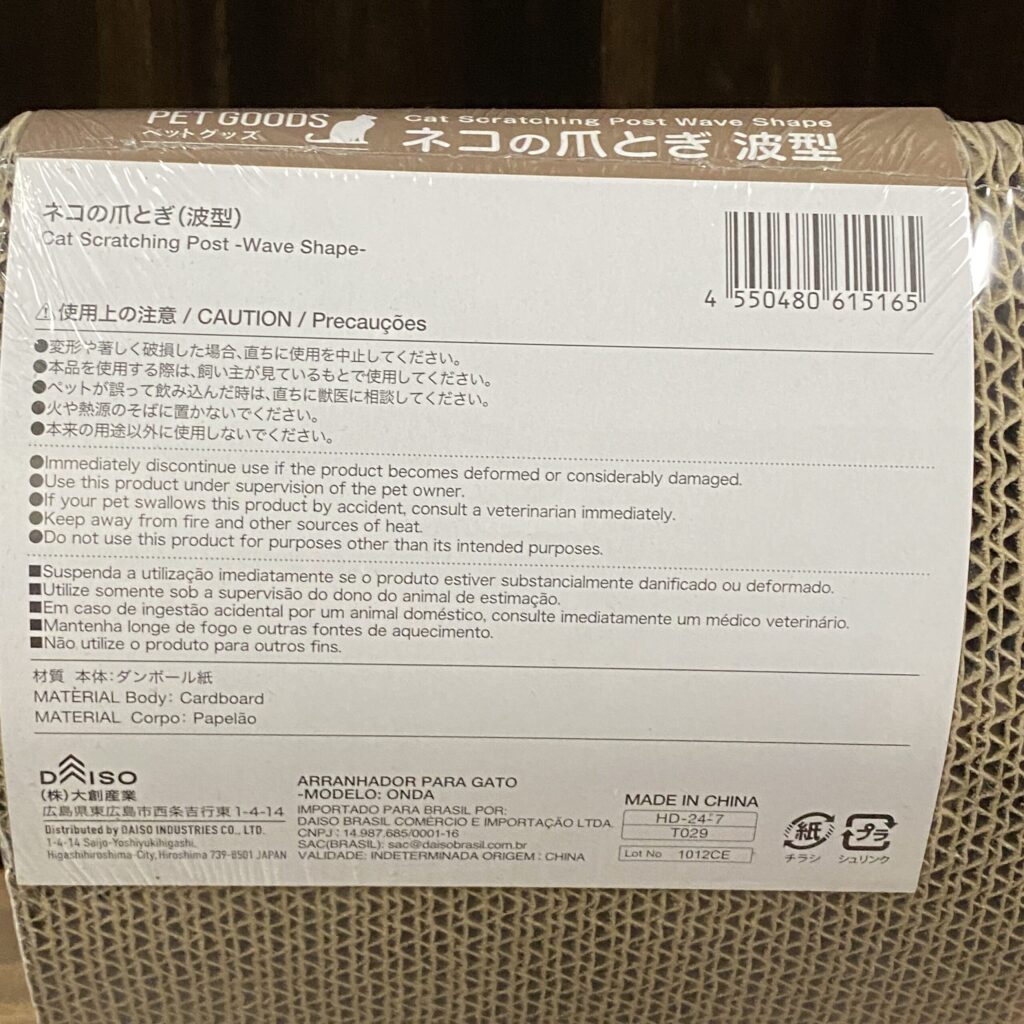 PET GOODS
ペットグッズ
Cat Scratching Post Wave Shape
ネコの爪とぎ 波型
ネコの爪とぎ(波型)
Cat Scratching Post -Wave Shape-
4 550480 615165
⚠使用上の注意 / CAUTION / Precauções
●変形や著しく破損した場合、直ちに使用を中止してください。
●本品を使用する際は、飼い主が見ているもとで使用してください。
●ペットが誤って飲み込んだ時は、直ちに獣医に相談してください。
●火や熱源のそばに置かないでください。
●本来の用途以外に使用しないでください。
●Immediately discontinue use if the product becomes deformed or considerably damaged.
●Use this product under supervision of the pet owner.
●If your pet swallows this product by accident, consult a veterinarian immediately.
●Keep away from fire and other sources of heat.
●Do not use this product for purposes other than its intended purposes.
■Suspenda a utilização imediatamente se o produto estiver substancialmente danificado ou deformado.
■Utilize somente sob a supervisão do dono do animal de estimação.
■Em caso de ingestão acidental por um animal doméstico, consulte imediatamente um médico veterinário.
■Mantenha longe de fogo e outras fontes de aquecimento.
■Não utilize o produto para outros fins.
材質 本体:ダンボール紙
MATERIAL Body: Cardboard
MATERIAL Corpo: Papelão
DAISO
(株)大創産業
広島県東広島市西条吉行東1-4-14
Distributed by DAISO INDUSTRIES CO., LTD.
1-4-14 Saijo-Yoshiyukihigashi,
Higashihiroshima-City, Hiroshima 739-8501 JAPAN
ARRANHADOR PARA GATO
-MODELO: ONDA
IMPORTADO PARA BRASIL POR:
DAISO BRASIL COMÉRCIO E IMPORTAÇÃO LTDA.
CNPJ : 14.987.685/0001-16
SAC(BRASIL): sac@daisobrasil.com.br
VALIDADE: INDETERMINADA ORIGEM : CHINA
MADE IN CHINA
HD-24-7
T029
Lot No 1012CE
紙
チラシ
プラ
シュリンク